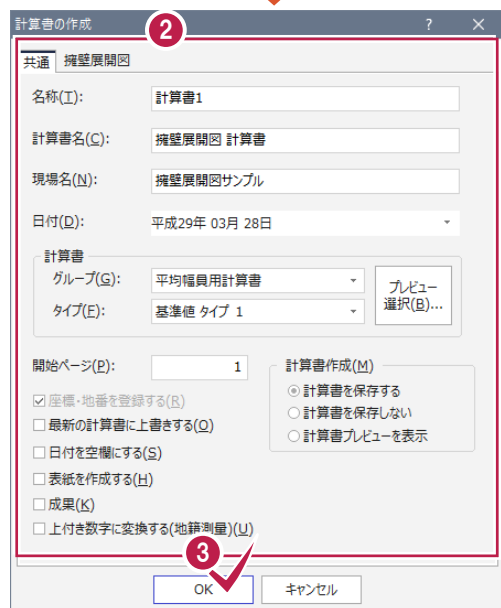 計算書の作成 ? ×
2
共通 擁壁展開図
名称(T): 計算書1
計算書名(C): 擁壁展開図 計算書
現場名(N): 擁壁展開図サンプル
日付(D): 平成29年 03月 28日
計算書
グループ(G): 平均幅員用計算書
タイプ(F): 基準値 タイプ 1
プレビュー
選択(B)...
開始ページ(P): 1
座標・地番を登録する(R)
最新の計算書に上書きする(O)
日付を空欄にする(S)
表紙を作成する(H)
成果(K)
上付き数字に変換する(地籍測量)(U)
計算書作成(M)
計算書を保存する
計算書を保存しない
計算書プレビューを表示
3
OK キャンセル